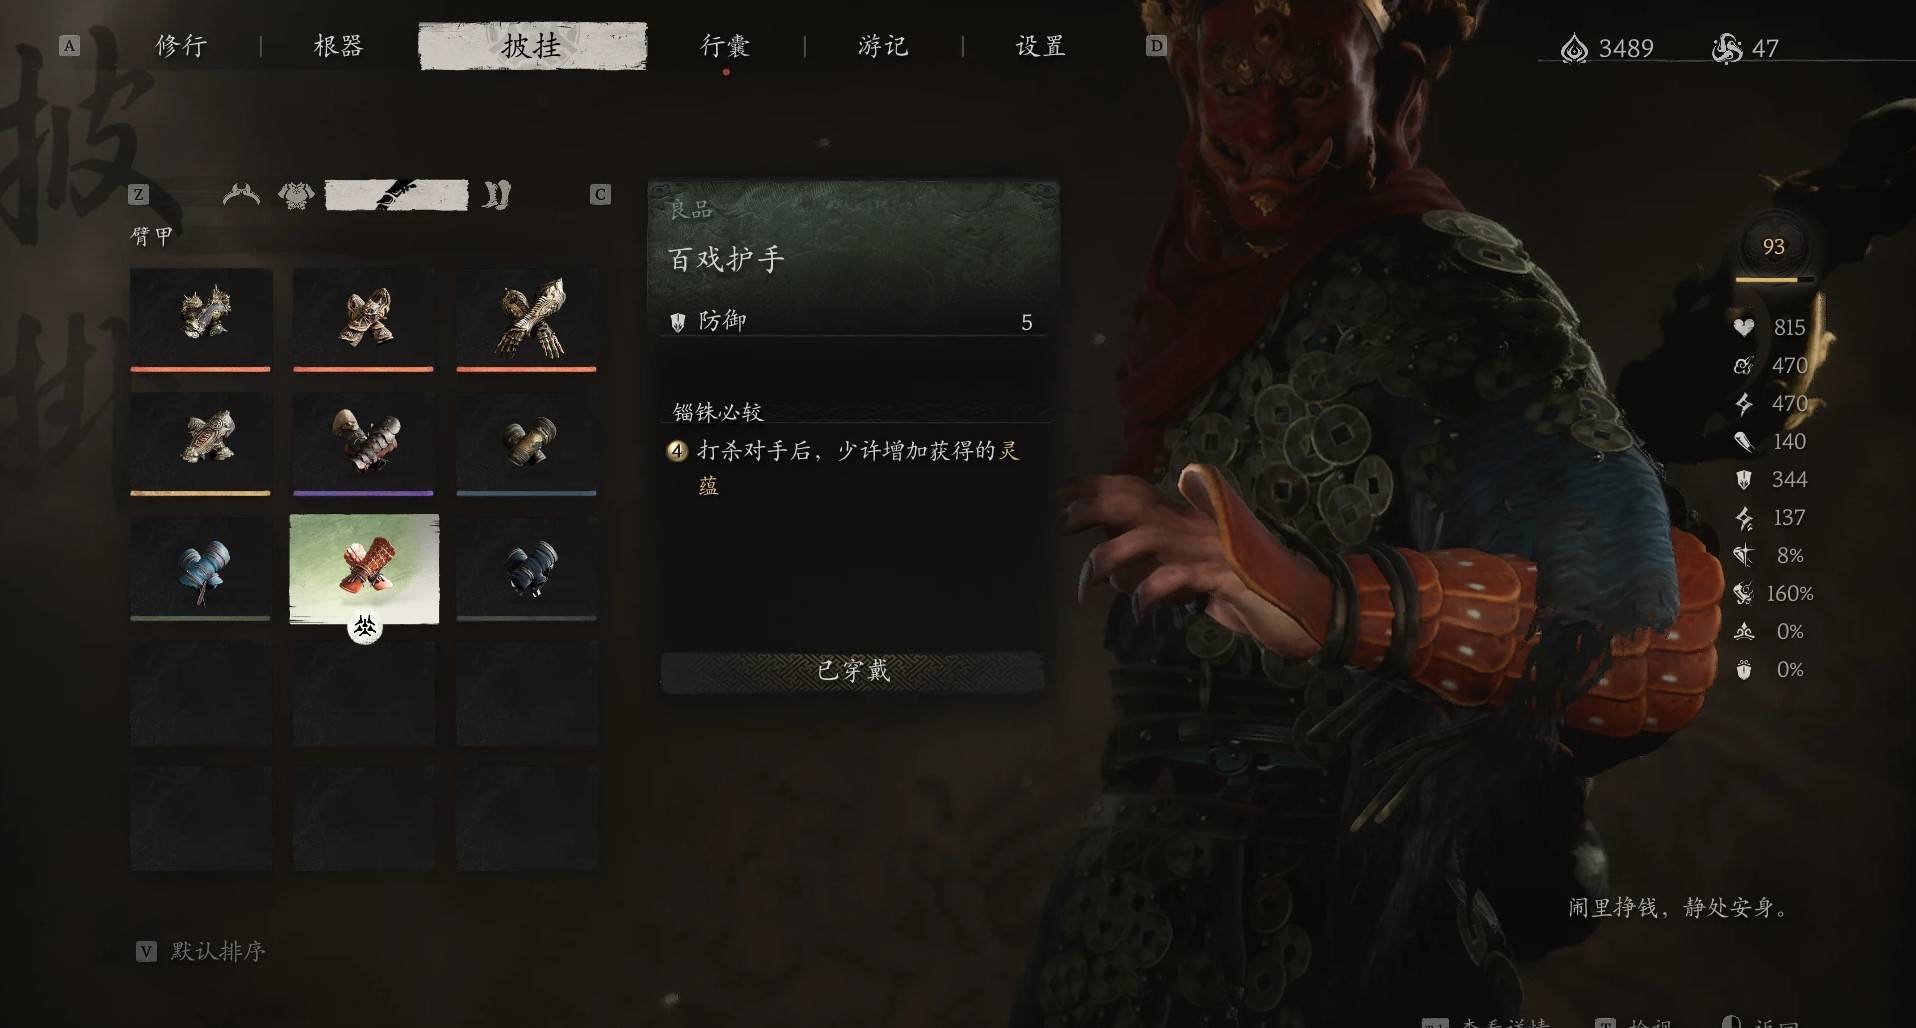 A 修行 | 根器 披挂 行囊 | 游记 | 设置 D 3489 47
披挂
Z C
臂甲
良品
百戏护手
防御 5
锱铢必较
4 打杀对手后，少许增加获得的灵
蕴
已穿戴
93
815
470
470
140
344
137
8%
160%
0%
0%
闹里挣钱，静处安身。
V 默认排序